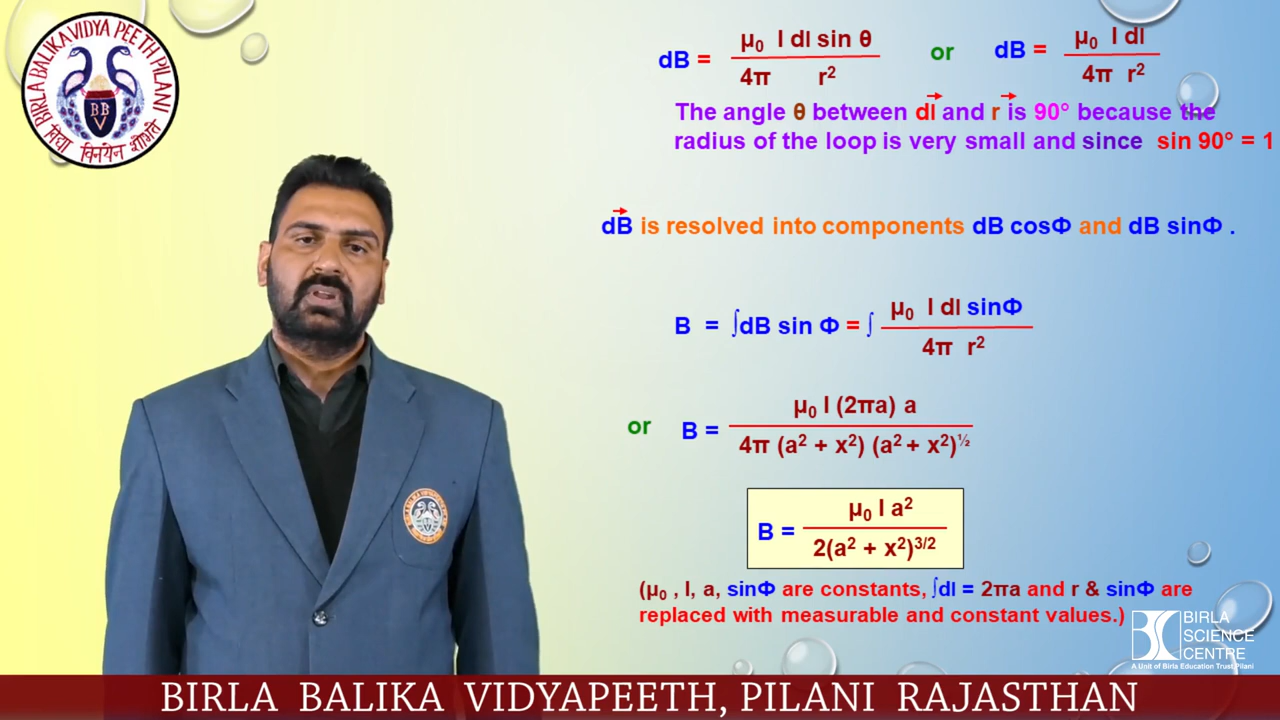 BIRLA BALIKA VIDYA PEETH PILANI
विद्या विनयेन शोभते
B B
V
dB = μ₀ I dl sin θ / 4π r² or dB = μ₀ I dl / 4π r²
The angle θ between dl and r is 90° because the
radius of the loop is very small and since sin 90° = 1
dB is resolved into components dB cosΦ and dB sinΦ .
B = ∫dB sin Φ = ∫ μ₀ I dl sinΦ / 4π r²
or B = μ₀ I (2πa) a / 4π (a² + x²) (a² + x²)^½
B = μ₀ I a² / 2(a² + x²)^3/2
(μ₀ , I, a, sinΦ are constants, ∫dl = 2πa and r & sinΦ are
replaced with measurable and constant values.)
BIRLA
SCIENCE
CENTRE
A Unit of Birla Education Trust,Pilani
BIRLA BALIKA VIDYAPEETH, PILANI RAJASTHAN